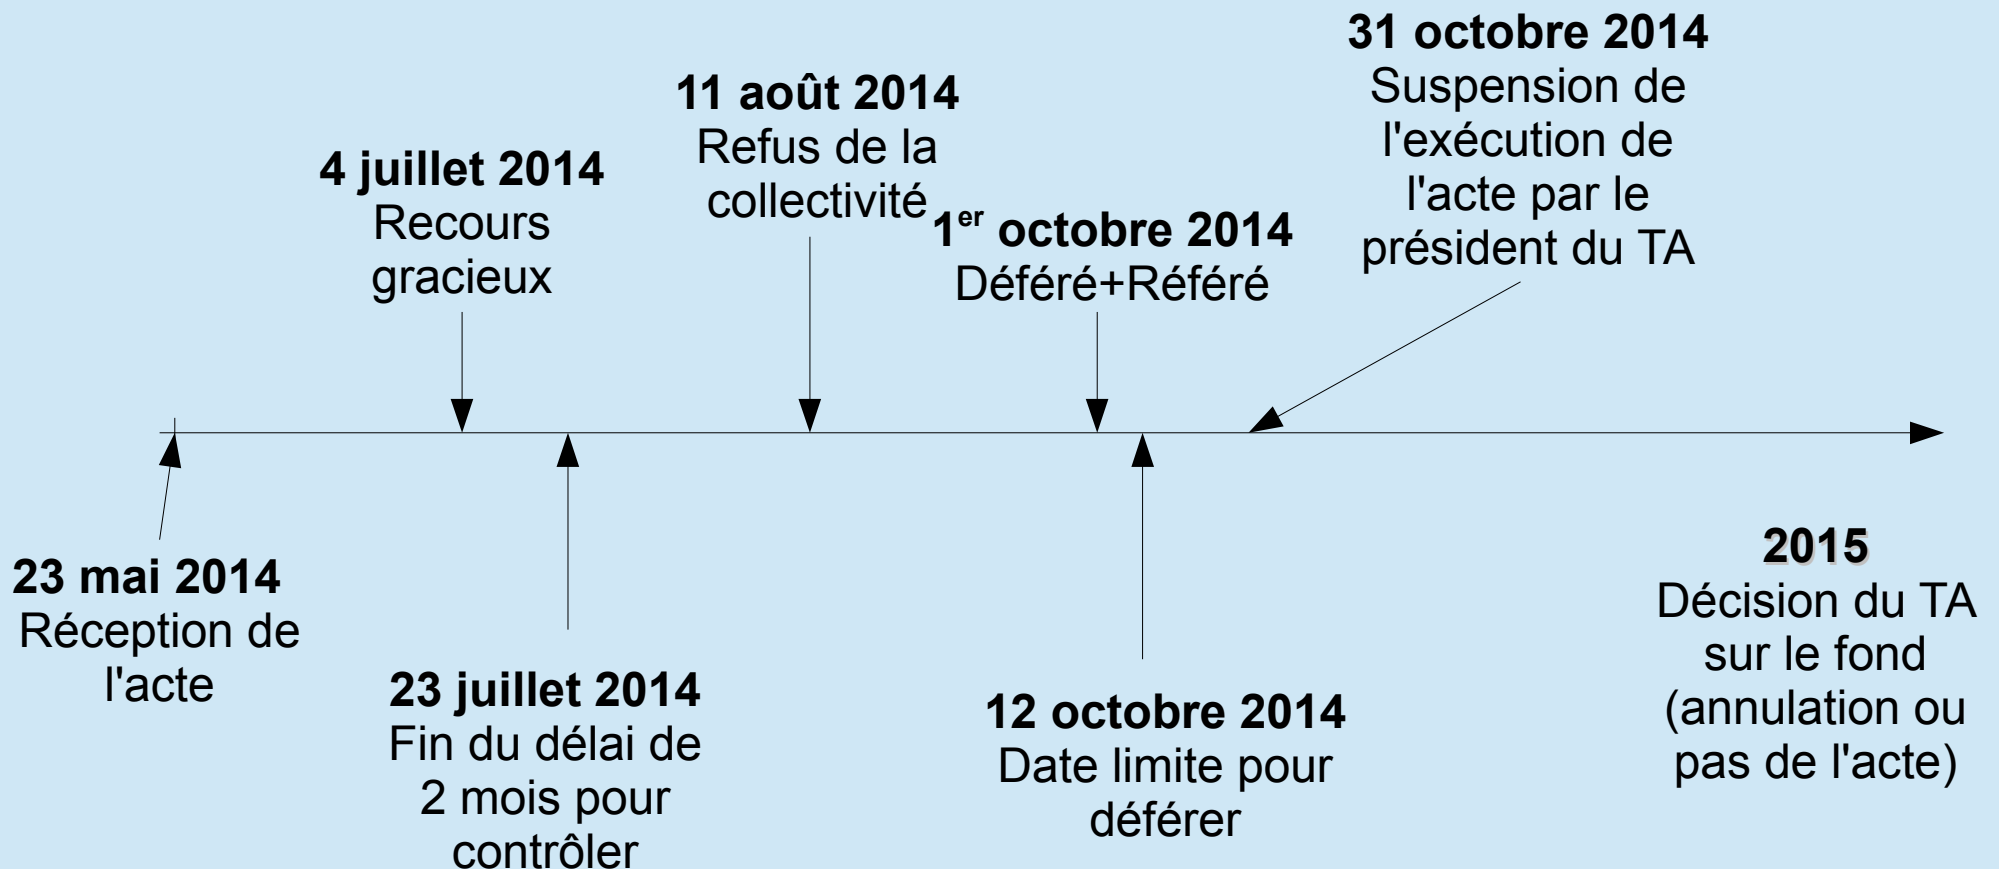 31 octobre 2014
Suspension de
l'exécution de
l'acte par le
président du TA
11 août 2014
Refus de la
collectivité
4 juillet 2014
Recours
gracieux
1er octobre 2014
Déféré+Référé
23 mai 2014
Réception de
l'acte
23 juillet 2014
Fin du délai de
2 mois pour
contrôler
12 octobre 2014
Date limite pour
déférer
2015
Décision du TA
sur le fond
(annulation ou
pas de l'acte)